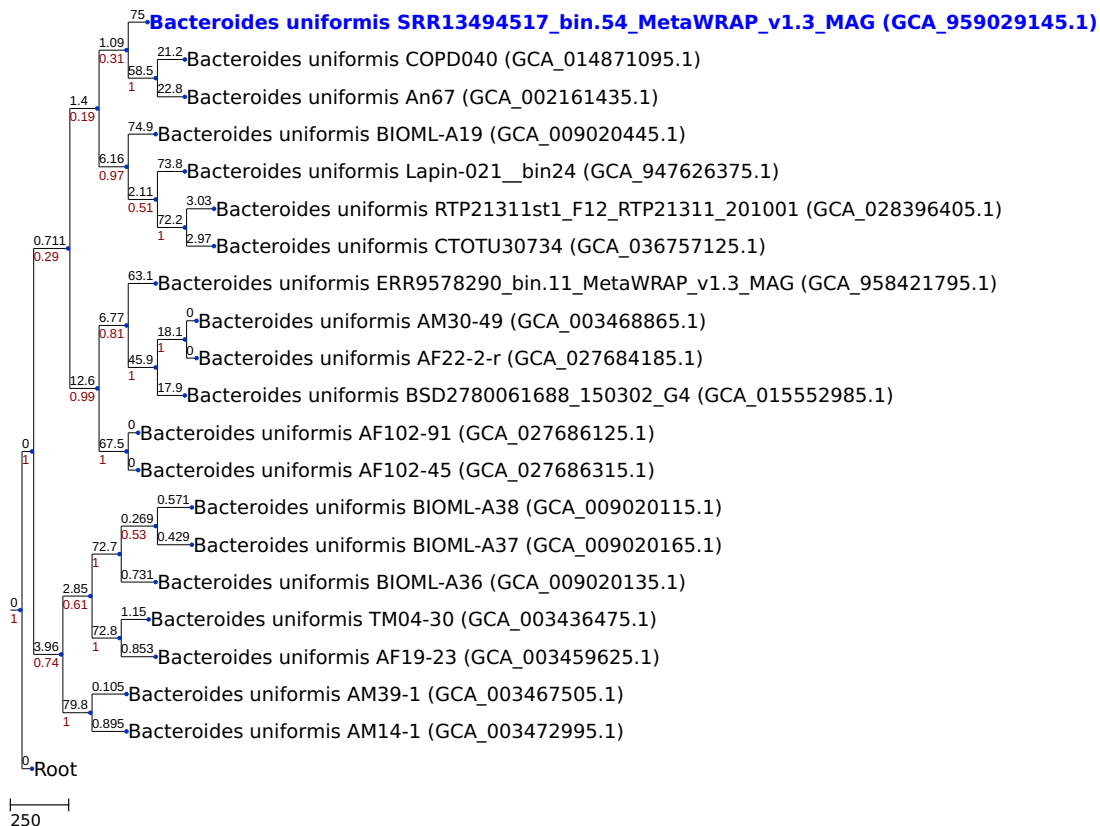 75
Bacteroides uniformis SRR13494517_bin.54_MetaWRAP_v1.3_MAG (GCA_959029145.1)
1.09
0.31
21.2
Bacteroides uniformis COPD040 (GCA_014871095.1)
58.5
1
22.8
Bacteroides uniformis An67 (GCA_002161435.1)
1.4
0.19
74.9
Bacteroides uniformis BIOML-A19 (GCA_009020445.1)
6.16
0.97
73.8
Bacteroides uniformis Lapin-021__bin24 (GCA_947626375.1)
2.11
0.51
3.03
Bacteroides uniformis RTP21311st1_F12_RTP21311_201001 (GCA_028396405.1)
72.2
1
2.97
Bacteroides uniformis CTOTU30734 (GCA_036757125.1)
0.711
0.29
63.1
Bacteroides uniformis ERR9578290_bin.11_MetaWRAP_v1.3_MAG (GCA_958421795.1)
6.77
0.81
0
Bacteroides uniformis AM30-49 (GCA_003468865.1)
18.1
1
0
Bacteroides uniformis AF22-2-r (GCA_027684185.1)
45.9
1
17.9
Bacteroides uniformis BSD2780061688_150302_G4 (GCA_015552985.1)
12.6
0.99
0
Bacteroides uniformis AF102-91 (GCA_027686125.1)
67.5
1
0
Bacteroides uniformis AF102-45 (GCA_027686315.1)
0
1
0.571
Bacteroides uniformis BIOML-A38 (GCA_009020115.1)
0.269
0.53
0.429
Bacteroides uniformis BIOML-A37 (GCA_009020165.1)
72.7
1
0.731
Bacteroides uniformis BIOML-A36 (GCA_009020135.1)
2.85
0.61
1.15
Bacteroides uniformis TM04-30 (GCA_003436475.1)
72.8
1
0.853
Bacteroides uniformis AF19-23 (GCA_003459625.1)
0
1
3.96
0.74
0.105
Bacteroides uniformis AM39-1 (GCA_003467505.1)
79.8
1
0.895
Bacteroides uniformis AM14-1 (GCA_003472995.1)
0
Root
250